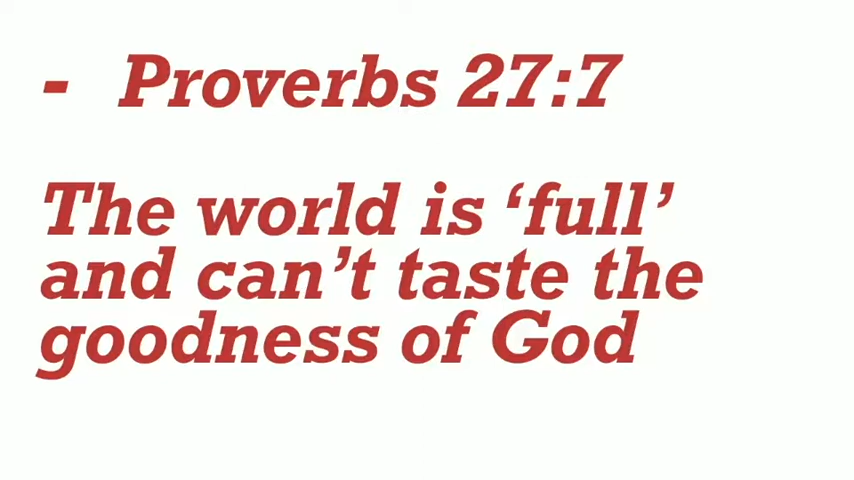 - Proverbs 27:7
The world is ‘full’
and can’t taste the
goodness of God